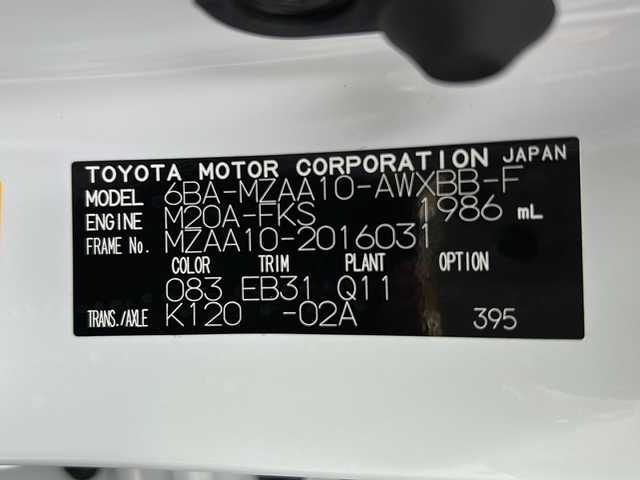 TOYOTA MOTOR CORPORATION JAPAN
MODEL 6BA-MZAA10-AWXBB-F
ENGINE M20A-FKS 1986 mL
FRAME No. MZAA10-2016031
COLOR TRIM PLANT OPTION
083 EB31 Q11
TRANS./AXLE K120 -02A 395